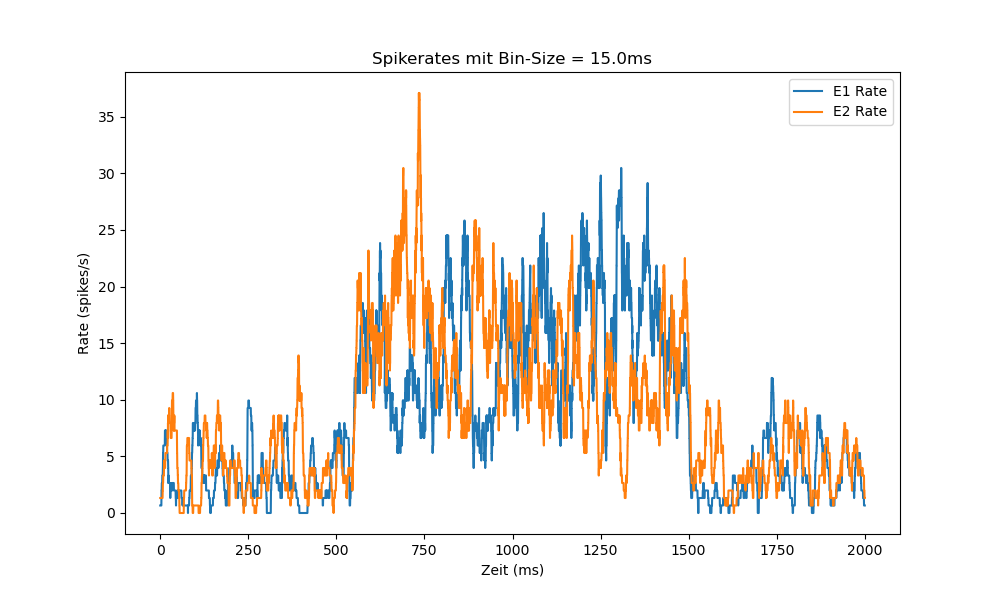 Spikerates mit Bin-Size = 15.0ms
E1 Rate
E2 Rate
Rate (spikes/s)
35
30
25
20
15
10
5
0
0 250 500 750 1000 1250 1500 1750 2000
Zeit (ms)